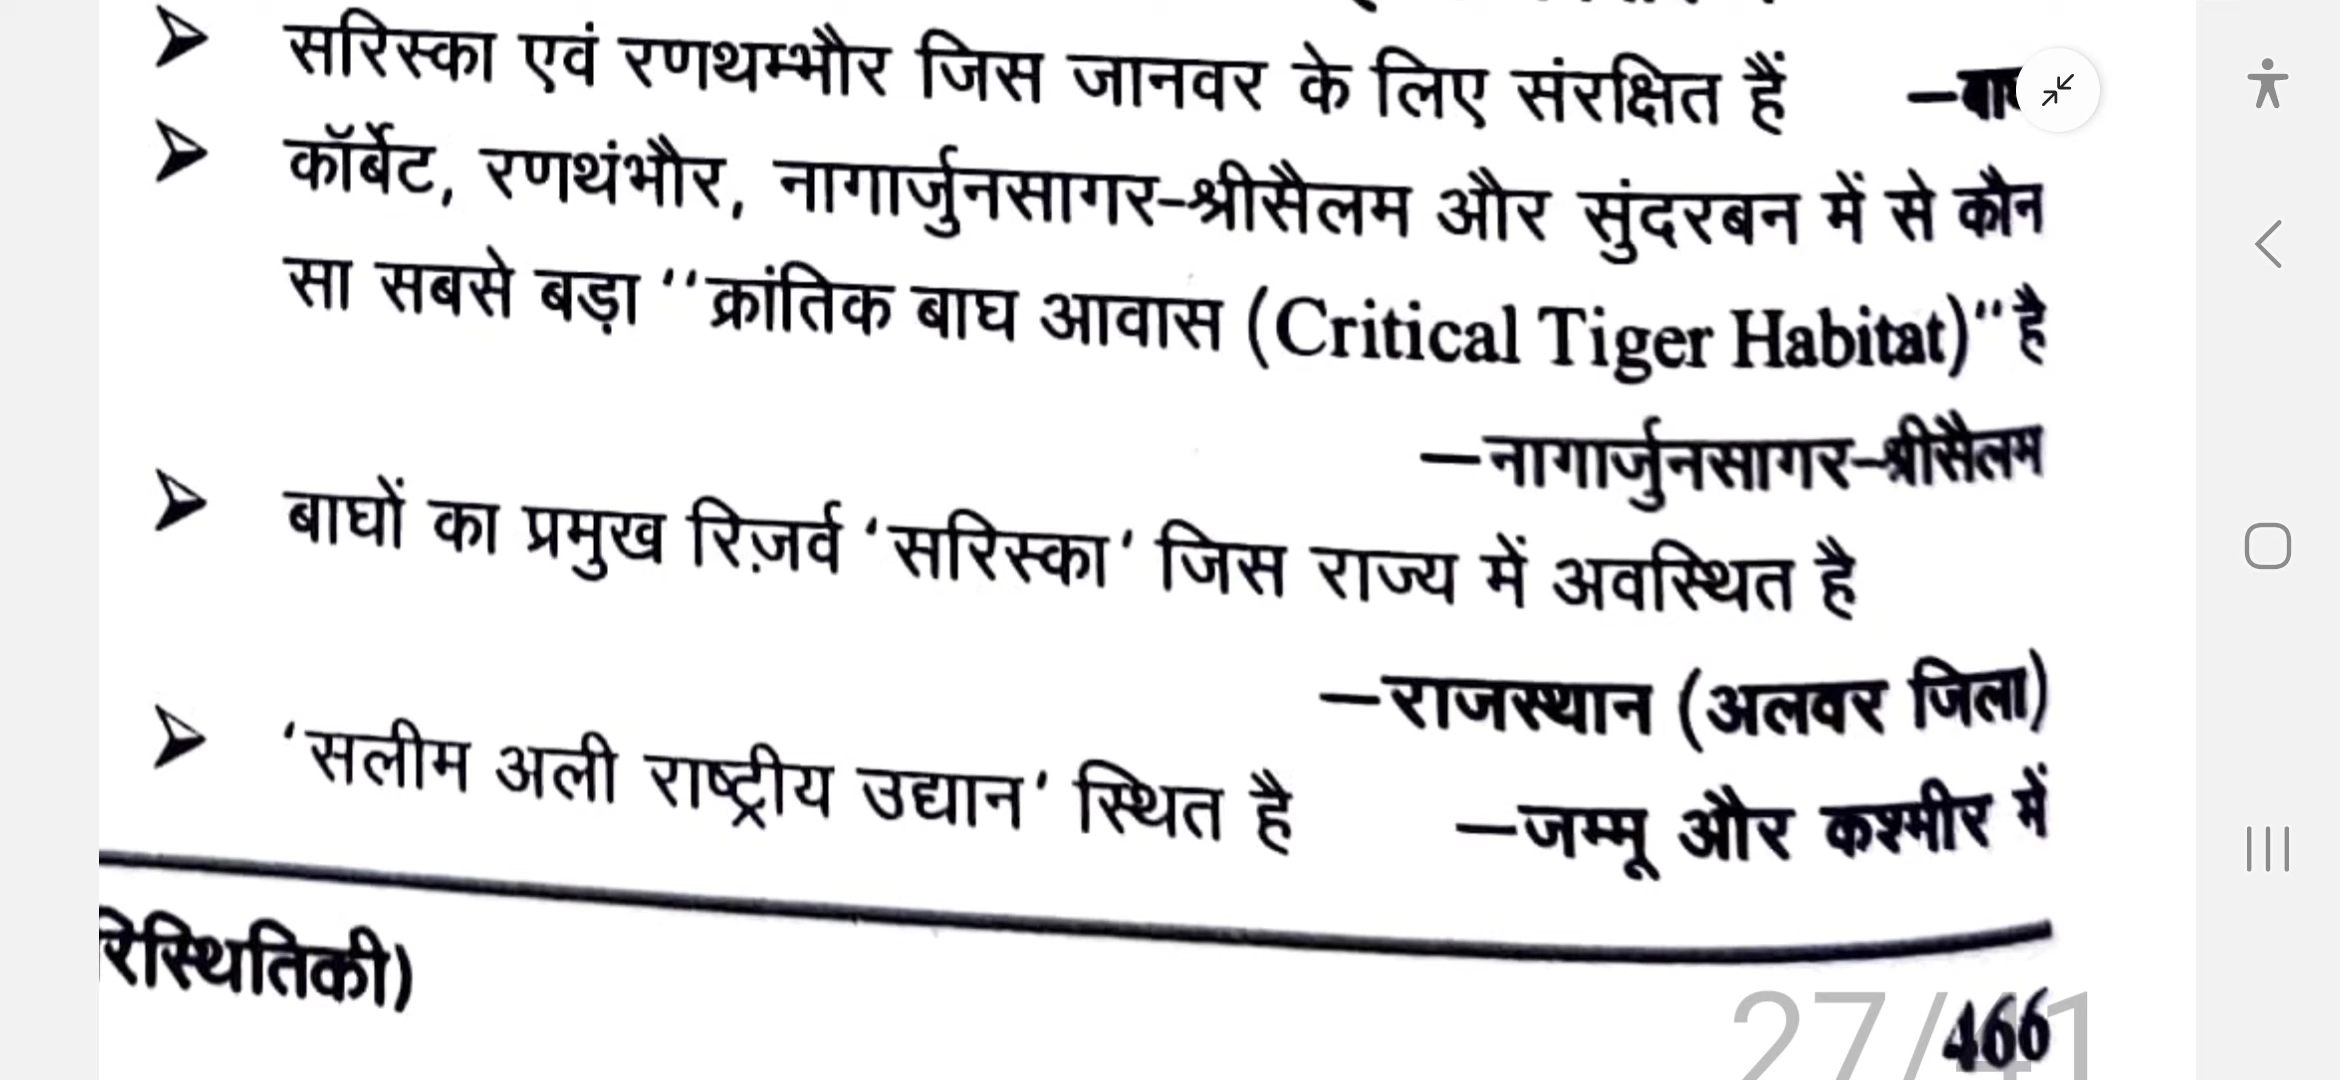 ➤ सरिस्का एवं रणथम्भौर जिस जानवर के लिए संरक्षित हैं
➤ कॉर्बेट, रणथंभौर, नागार्जुनसागर-श्रीसैलम और सुंदरबन में से कौन
सा सबसे बड़ा ‘‘क्रांतिक बाघ आवास (Critical Tiger Habitat)" है
—नागार्जुनसागर-श्रीसैलम
➤ बाघों का प्रमुख रिज़र्व ‘सरिस्का’ जिस राज्य में अवस्थित है
—राजस्थान (अलवर जिला)
➤ ‘सलीम अली राष्ट्रीय उद्यान’ स्थित है —जम्मू और कश्मीर में
रिस्थितिकी)
466
27/41